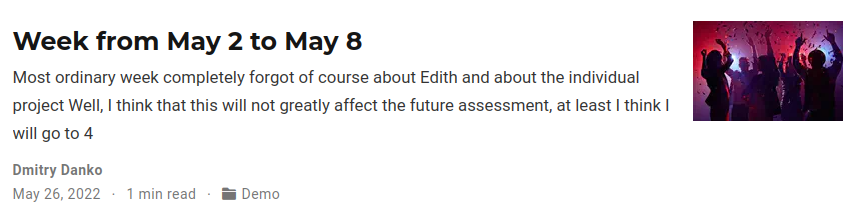 Week from May 2 to May 8
Most ordinary week completely forgot of course about Edith and about the individual
project Well, I think that this will not greatly affect the future assessment, at least I think I
will go to 4
Dmitry Danko
May 26, 2022 · 1 min read · Demo